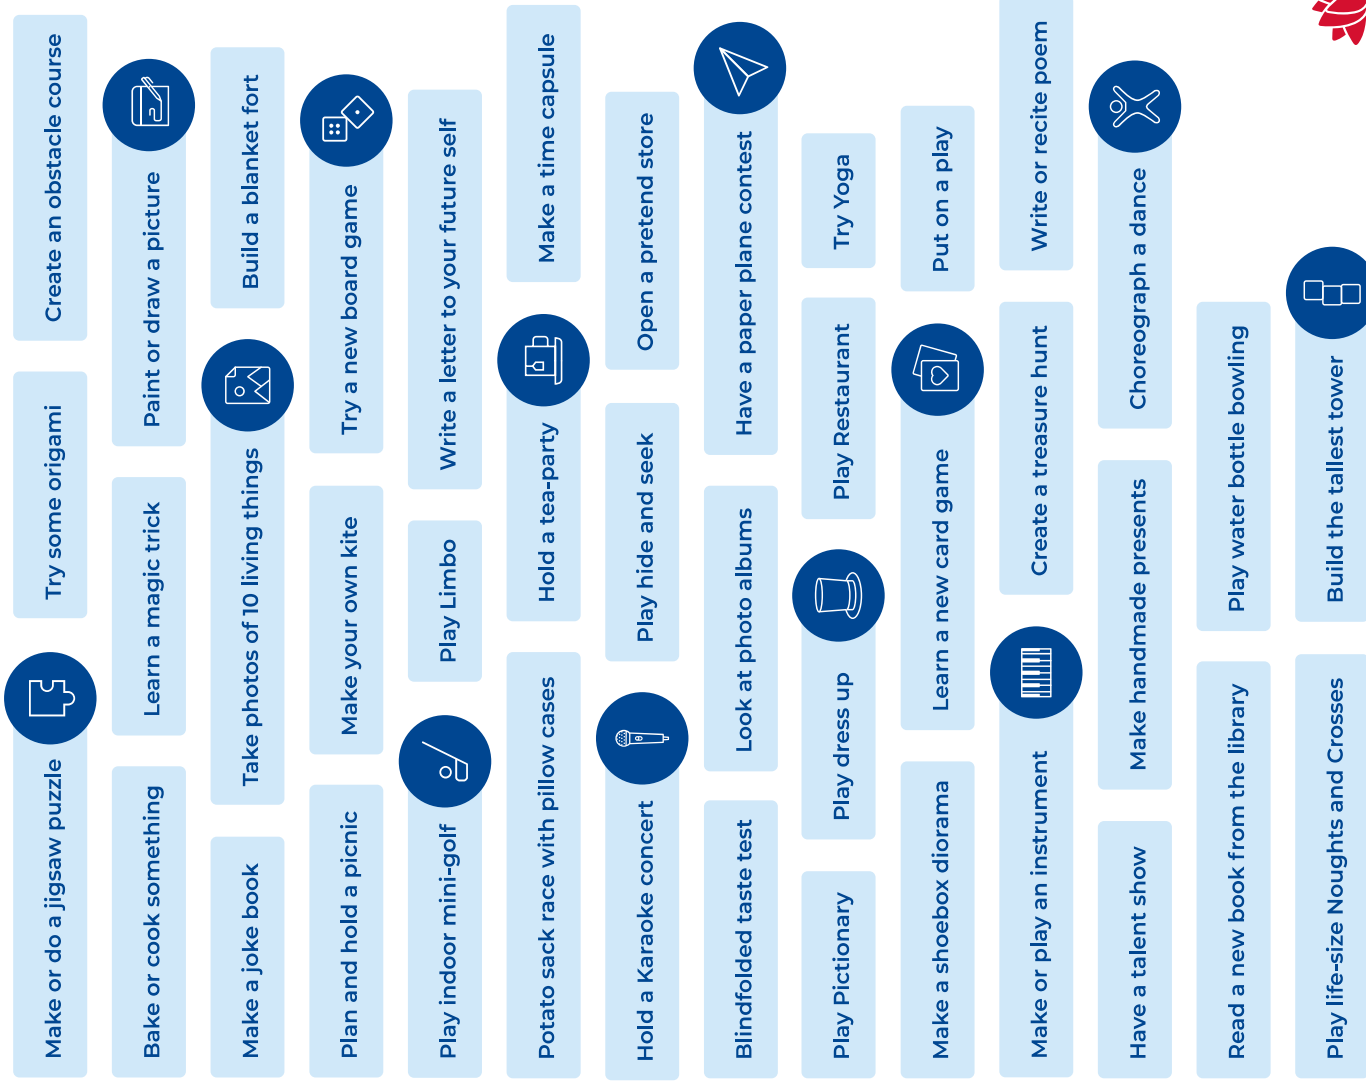 Make or do a jigsaw puzzle
Try some origami
Create an obstacle course
Bake or cook something
Learn a magic trick
Paint or draw a picture
Make a joke book
Take photos of 10 living things
Build a blanket fort
Plan and hold a picnic
Make your own kite
Try a new board game
Play indoor mini-golf
Play Limbo
Write a letter to your future self
Potato sack race with pillow cases
Hold a tea-party
Make a time capsule
Hold a Karaoke concert
Play hide and seek
Open a pretend store
Blindfolded taste test
Look at photo albums
Have a paper plane contest
Play Pictionary
Play dress up
Play Restaurant
Try Yoga
Make a shoebox diorama
Learn a new card game
Put on a play
Make or play an instrument
Create a treasure hunt
Write or recite poem
Have a talent show
Make handmade presents
Choreograph a dance
Read a new book from the library
Play water bottle bowling
Play life-size Noughts and Crosses
Build the tallest tower